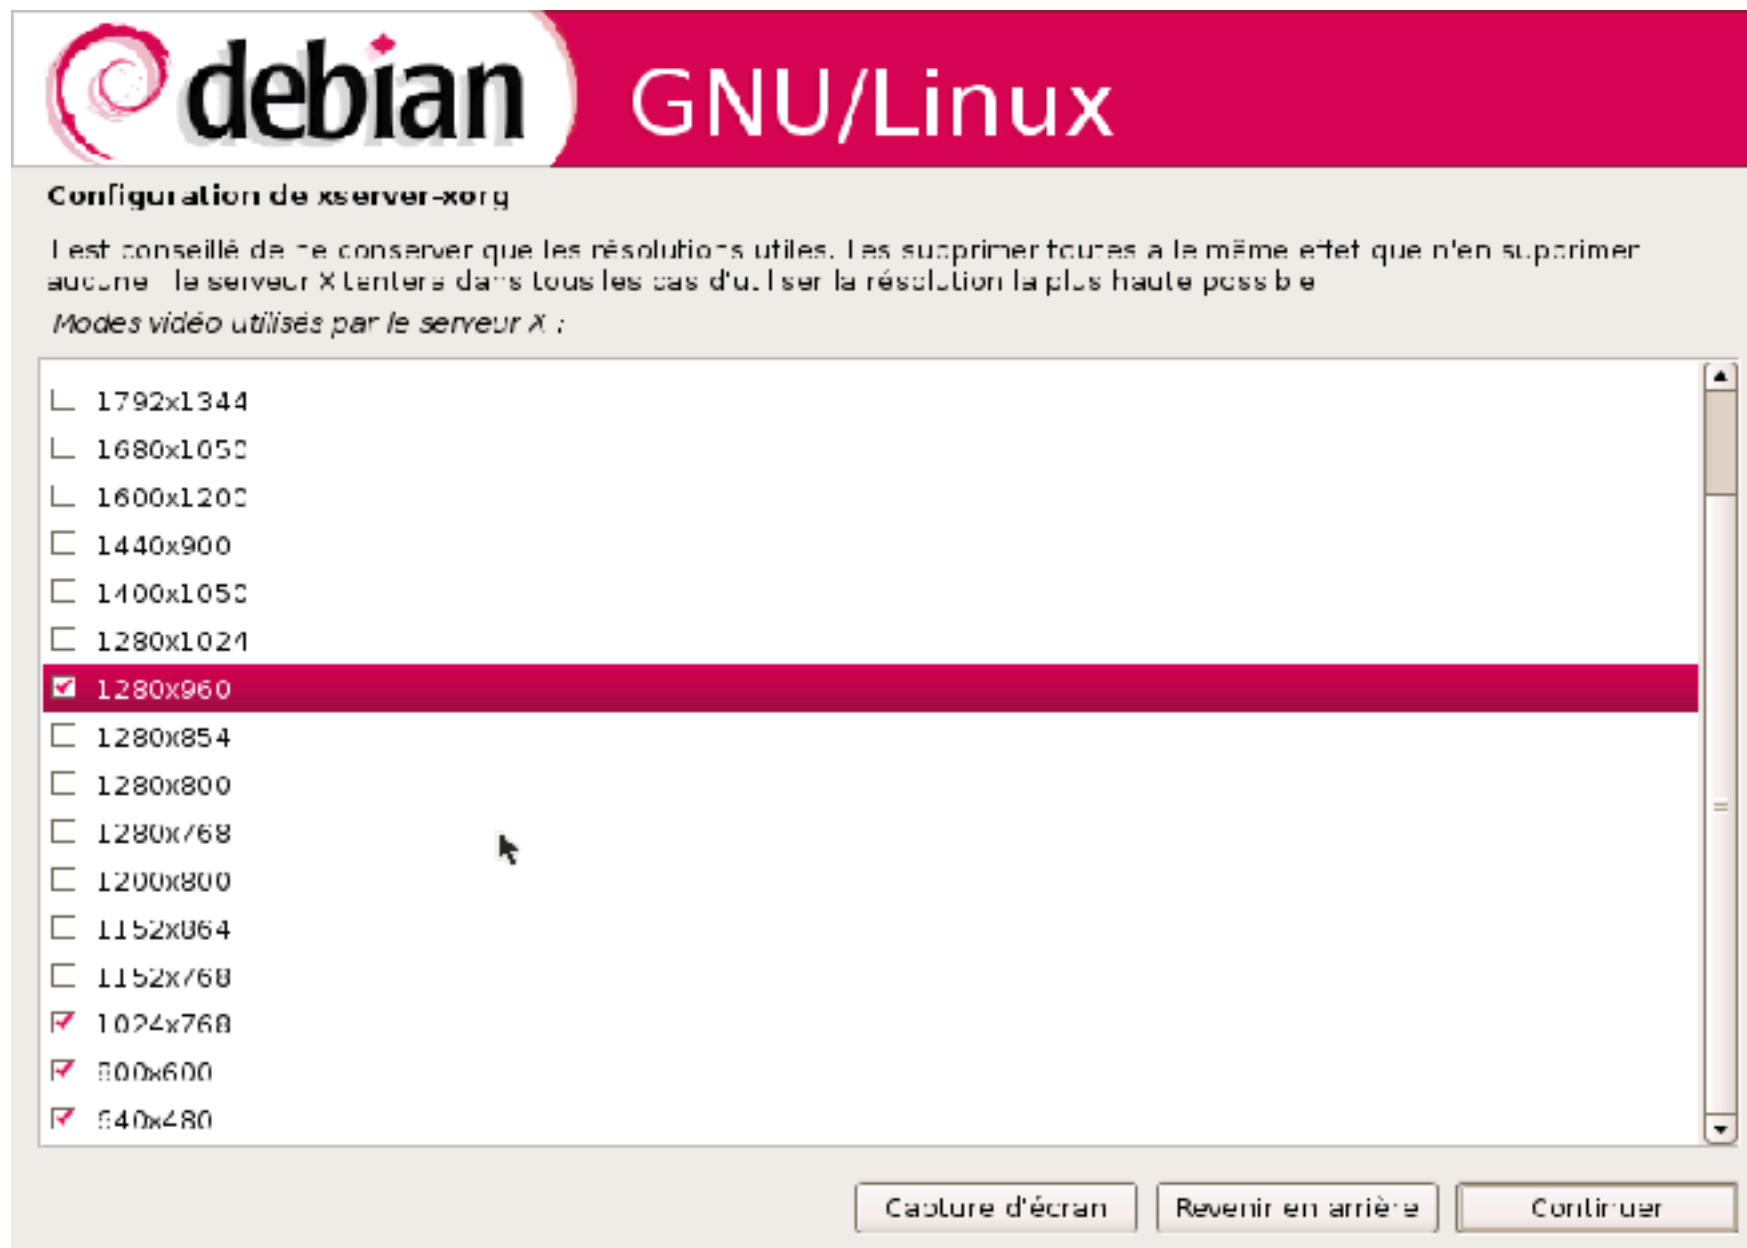 debian GNU/Linux
Configuration de xserver-xorg
Il est conseillé de ne conserver que les résolutions utiles. Les supprimer toutes a le même effet que n'en supprimer
aucune : le serveur X tentera dans tous les cas d'utiliser la résolution la plus haute possible.
Modes vidéo utilisés par le serveur X :
1792x1344
1680x1050
1600x1200
1440x900
1400x1050
1280x1024
1280x960
1280x854
1280x800
1280x768
1200x800
1152x864
1152x768
1024x768
800x600
640x480
Capture d'écran Revenir en arrière Continuer